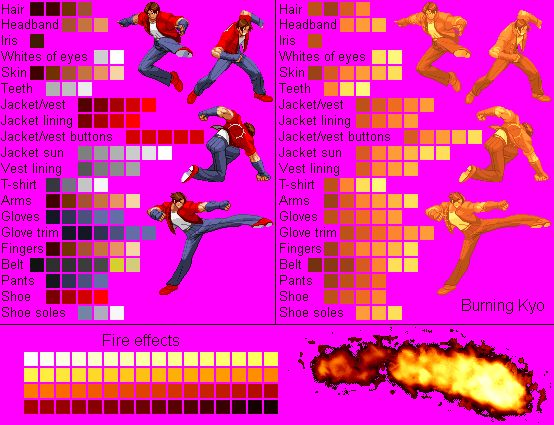 Hair
Headband
Iris
Whites of eyes
Skin
Teeth
Jacket/vest
Jacket lining
Jacket/vest buttons
Jacket sun
Vest lining
T-shirt
Arms
Gloves
Glove trim
Fingers
Belt
Pants
Shoe
Shoe soles
Hair
Headband
Iris
Whites of eyes
Skin
Teeth
Jacket/vest
Jacket lining
Jacket/vest buttons
Jacket sun
Vest lining
T-shirt
Arms
Gloves
Glove trim
Fingers
Belt
Pants
Shoe
Shoe soles
Burning Kyo
Fire effects